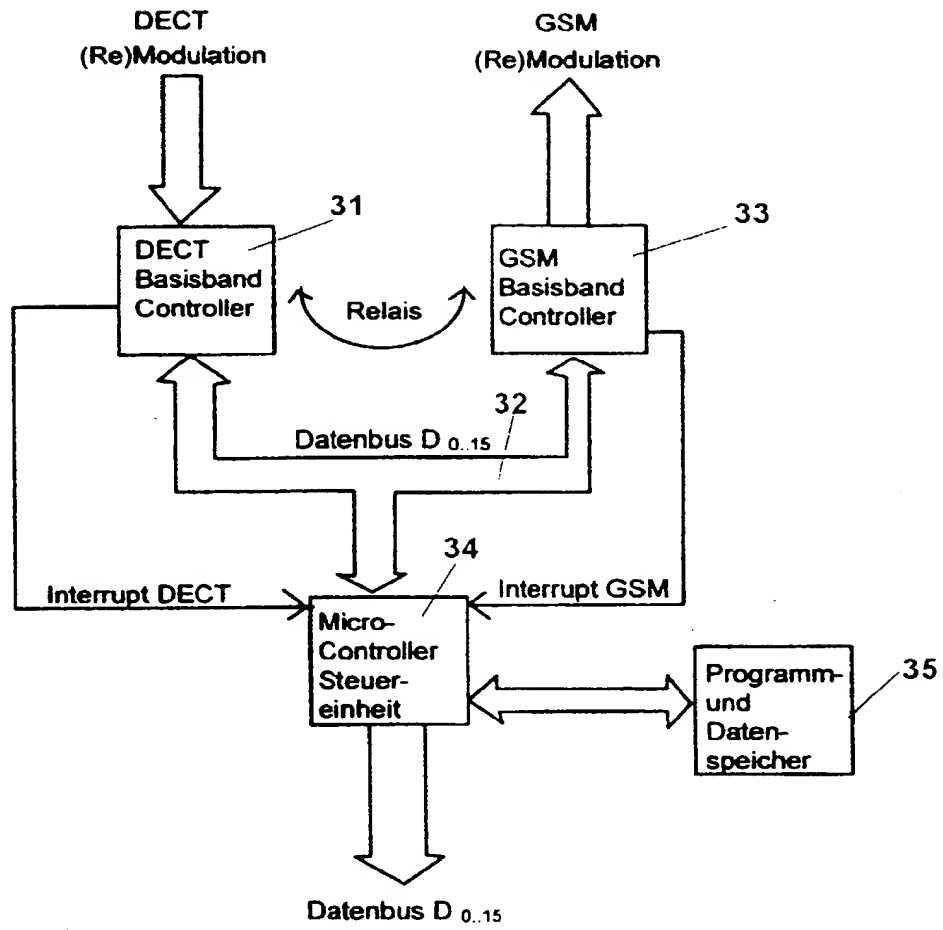 DECT
(Re)Modulation
GSM
(Re)Modulation
31
DECT
Basisband
Controller
33
GSM
Basisband
Controller
Relais
32
Datenbus D 0..15
34
Interrupt DECT
Interrupt GSM
Micro-
Controller
Steuer-
einheit
35
Programm-
und
Daten-
speicher
Datenbus D 0..15